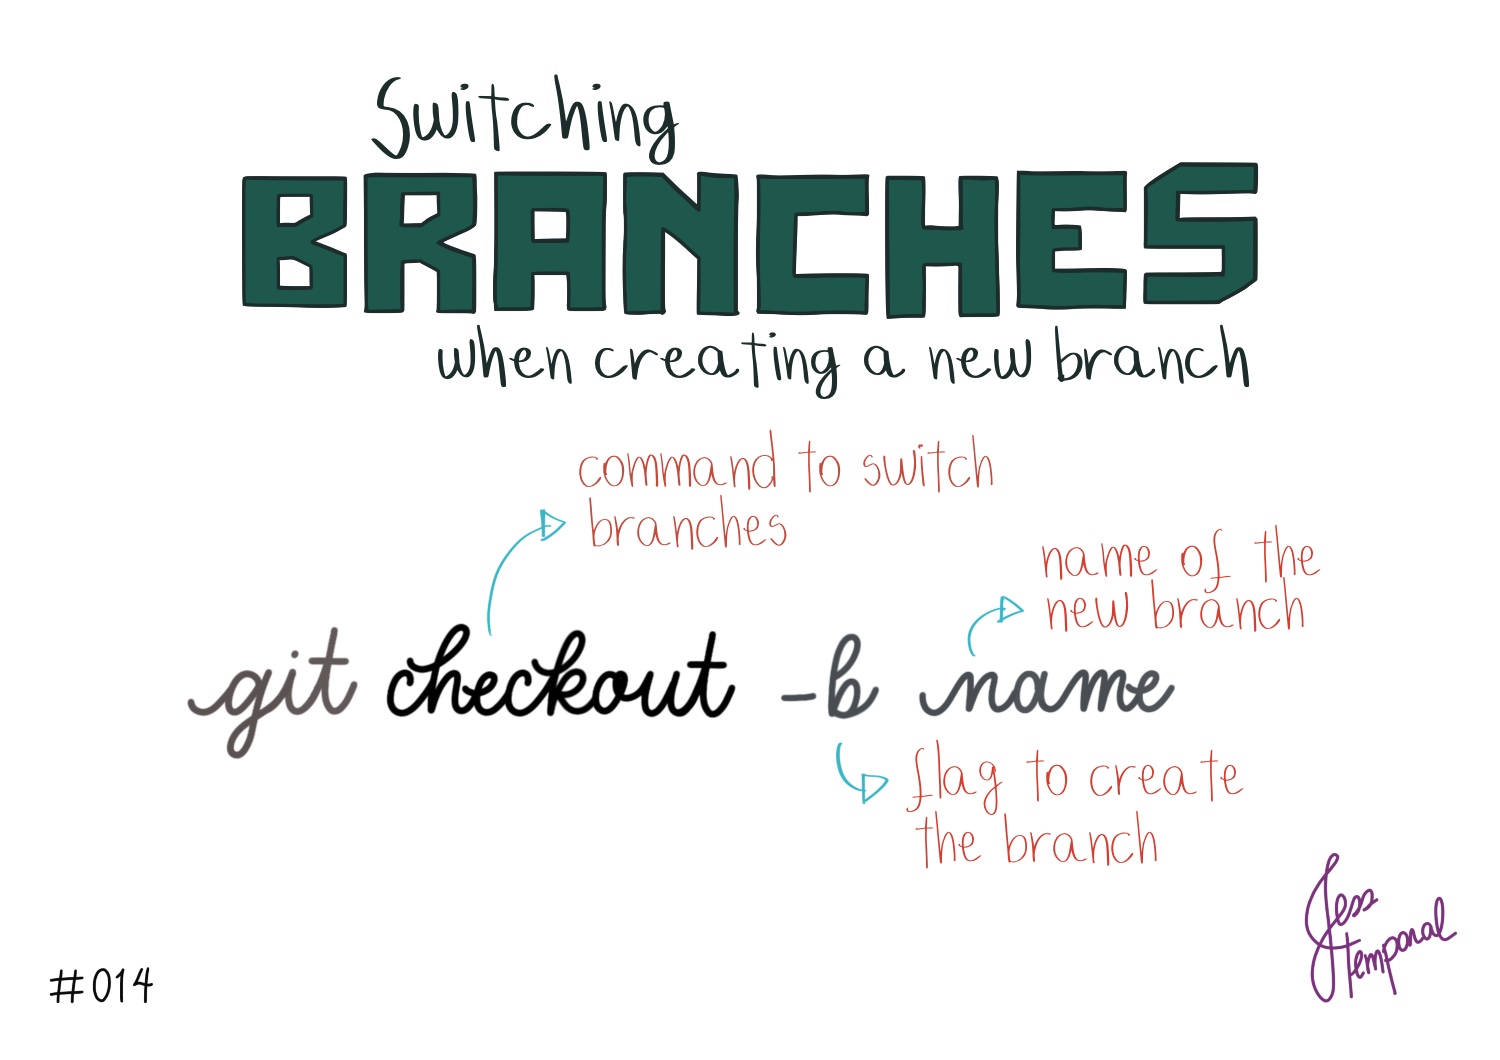 Switching
BRANCHES
when creating a new branch
command to switch
branches
name of the
new branch
git checkout -b name
flag to create
the branch
Jess
temporal
#014